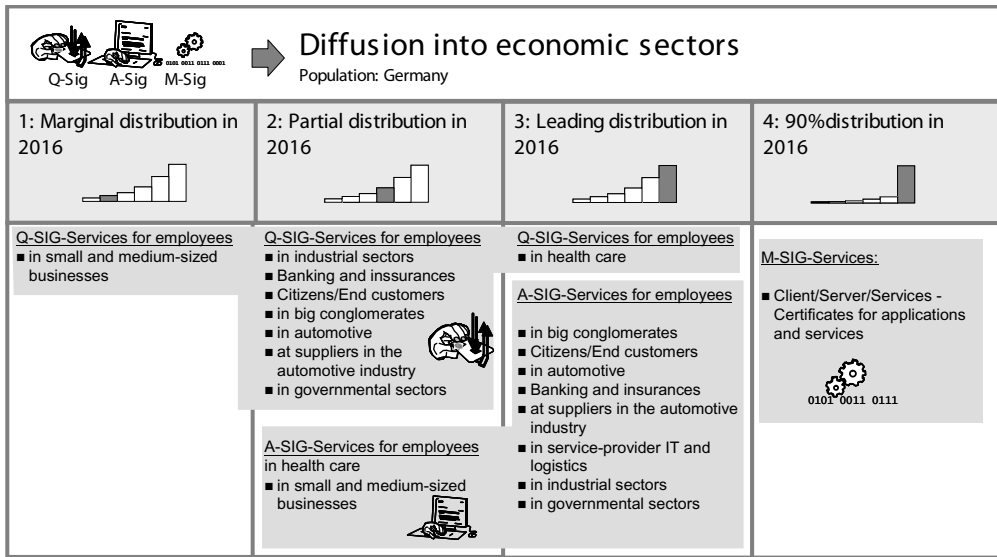 Q-Sig A-Sig M-Sig
0101 0011 0111 0001
Diffusion into economic sectors
Population: Germany
1: Marginal distribution in
2016
2: Partial distribution in
2016
3: Leading distribution in
2016
4: 90%distribution in
2016
Q-SIG-Services for employees
■ in small and medium-sized
businesses
Q-SIG-Services for employees
■ in industrial sectors
■ Banking and inssurances
■ Citizens/End customers
■ in big conglomerates
■ in automotive
■ at suppliers in the
automotive industry
■ in governmental sectors
A-SIG-Services for employees
in health care
■ in small and medium-sized
businesses
Q-SIG-Services for employees
■ in health care
A-SIG-Services for employees
■ in big conglomerates
■ Citizens/End customers
■ in automotive
■ Banking and insurances
■ at suppliers in the automotive
industry
■ in service-provider IT and
logistics
■ in industrial sectors
■ in governmental sectors
M-SIG-Services:
■ Client/Server/Services -
Certificates for applications
and services
0101 0011 0111